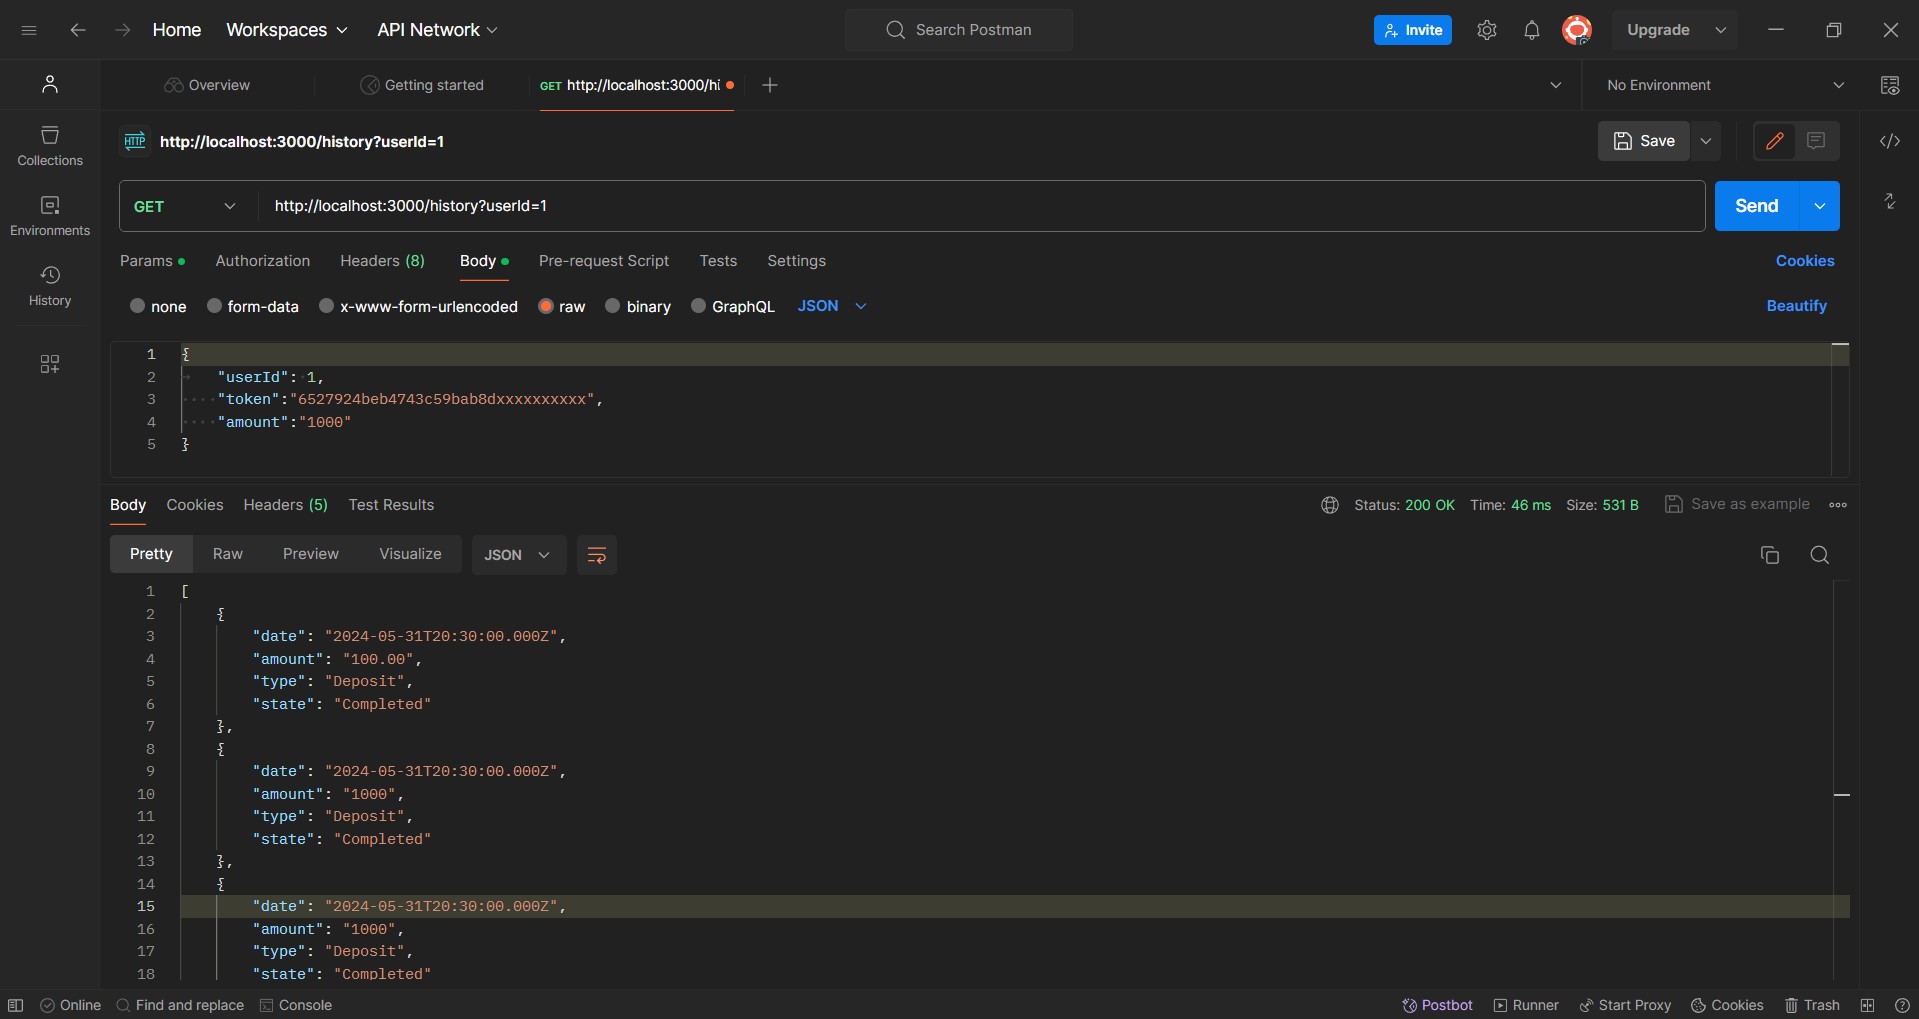 Home Workspaces API Network Search Postman Invite Upgrade
Overview Getting started GET http://localhost:3000/hi No Environment
HTTP http://localhost:3000/history?userId=1 Save
Collections
GET http://localhost:3000/history?userId=1 Send
Environments
Params Authorization Headers (8) Body Pre-request Script Tests Settings Cookies
History
none form-data x-www-form-urlencoded raw binary GraphQL JSON Beautify
1 {
2 "userId": 1,
3 "token":"6527924beb4743c59bab8dxxxxxxxxxx",
4 "amount":"1000"
5 }
Body Cookies Headers (5) Test Results Status: 200 OK Time: 46 ms Size: 531 B Save as example
Pretty Raw Preview Visualize JSON
1 [
2 {
3 "date": "2024-05-31T20:30:00.000Z",
4 "amount": "100.00",
5 "type": "Deposit",
6 "state": "Completed"
7 },
8 {
9 "date": "2024-05-31T20:30:00.000Z",
10 "amount": "1000",
11 "type": "Deposit",
12 "state": "Completed"
13 },
14 {
15 "date": "2024-05-31T20:30:00.000Z",
16 "amount": "1000",
17 "type": "Deposit",
18 "state": "Completed"
Online Find and replace Console Postbot Runner Start Proxy Cookies Trash